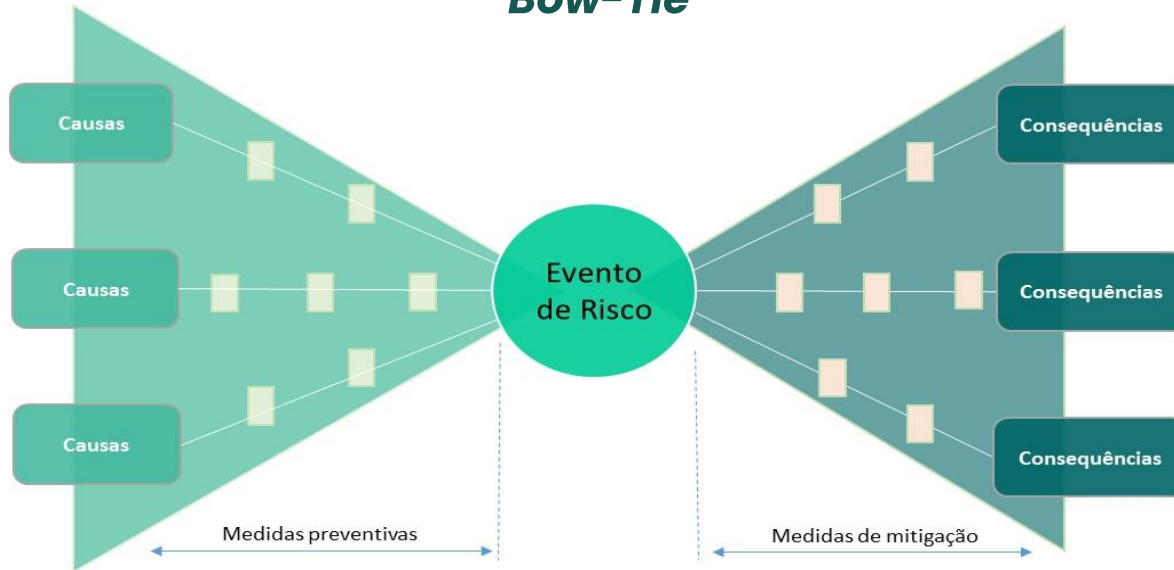 Bow-Tie
Causas
Consequências
Causas
Evento
de Risco
Consequências
Causas
Consequências
Medidas preventivas
Medidas de mitigação